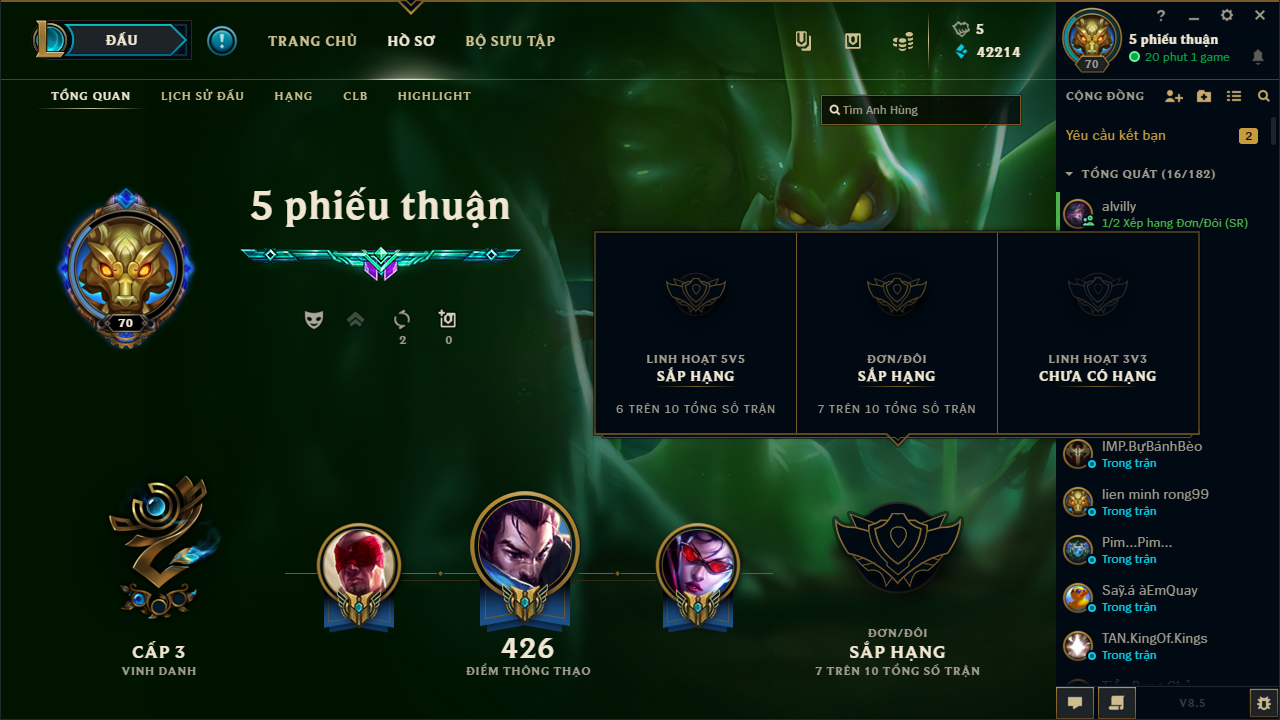 ĐẤU
TRANG CHỦ
HỒ SƠ
BỘ SƯU TẬP
5
42214
?
5 phiếu thuận
20 phut 1 game
70
TỔNG QUAN
LỊCH SỬ ĐẤU
HẠNG
CLB
HIGHLIGHT
Tìm Anh Hùng
CỘNG ĐỒNG
Yêu cầu kết bạn
2
TỔNG QUÁT (16/182)
alvilly
1/2 Xếp hạng Đơn/Đôi (SR)
5 phiếu thuận
70
2
0
LINH HOẠT 5V5
SẮP HẠNG
6 TRÊN 10 TỔNG SỐ TRẬN
ĐƠN/ĐÔI
SẮP HẠNG
7 TRÊN 10 TỔNG SỐ TRẬN
LINH HOẠT 3V3
CHƯA CÓ HẠNG
IMP.BựBánhBèo
Trong trận
lien minh rong99
Trong trận
Pim...Pim...
Trong trận
Saỹ.á àEmQuay
Trong trận
TAN.KingOf.Kings
Trong trận
CẤP 3
VINH DANH
426
ĐIỂM THÔNG THẠO
ĐƠN/ĐÔI
SẮP HẠNG
7 TRÊN 10 TỔNG SỐ TRẬN
V8.5